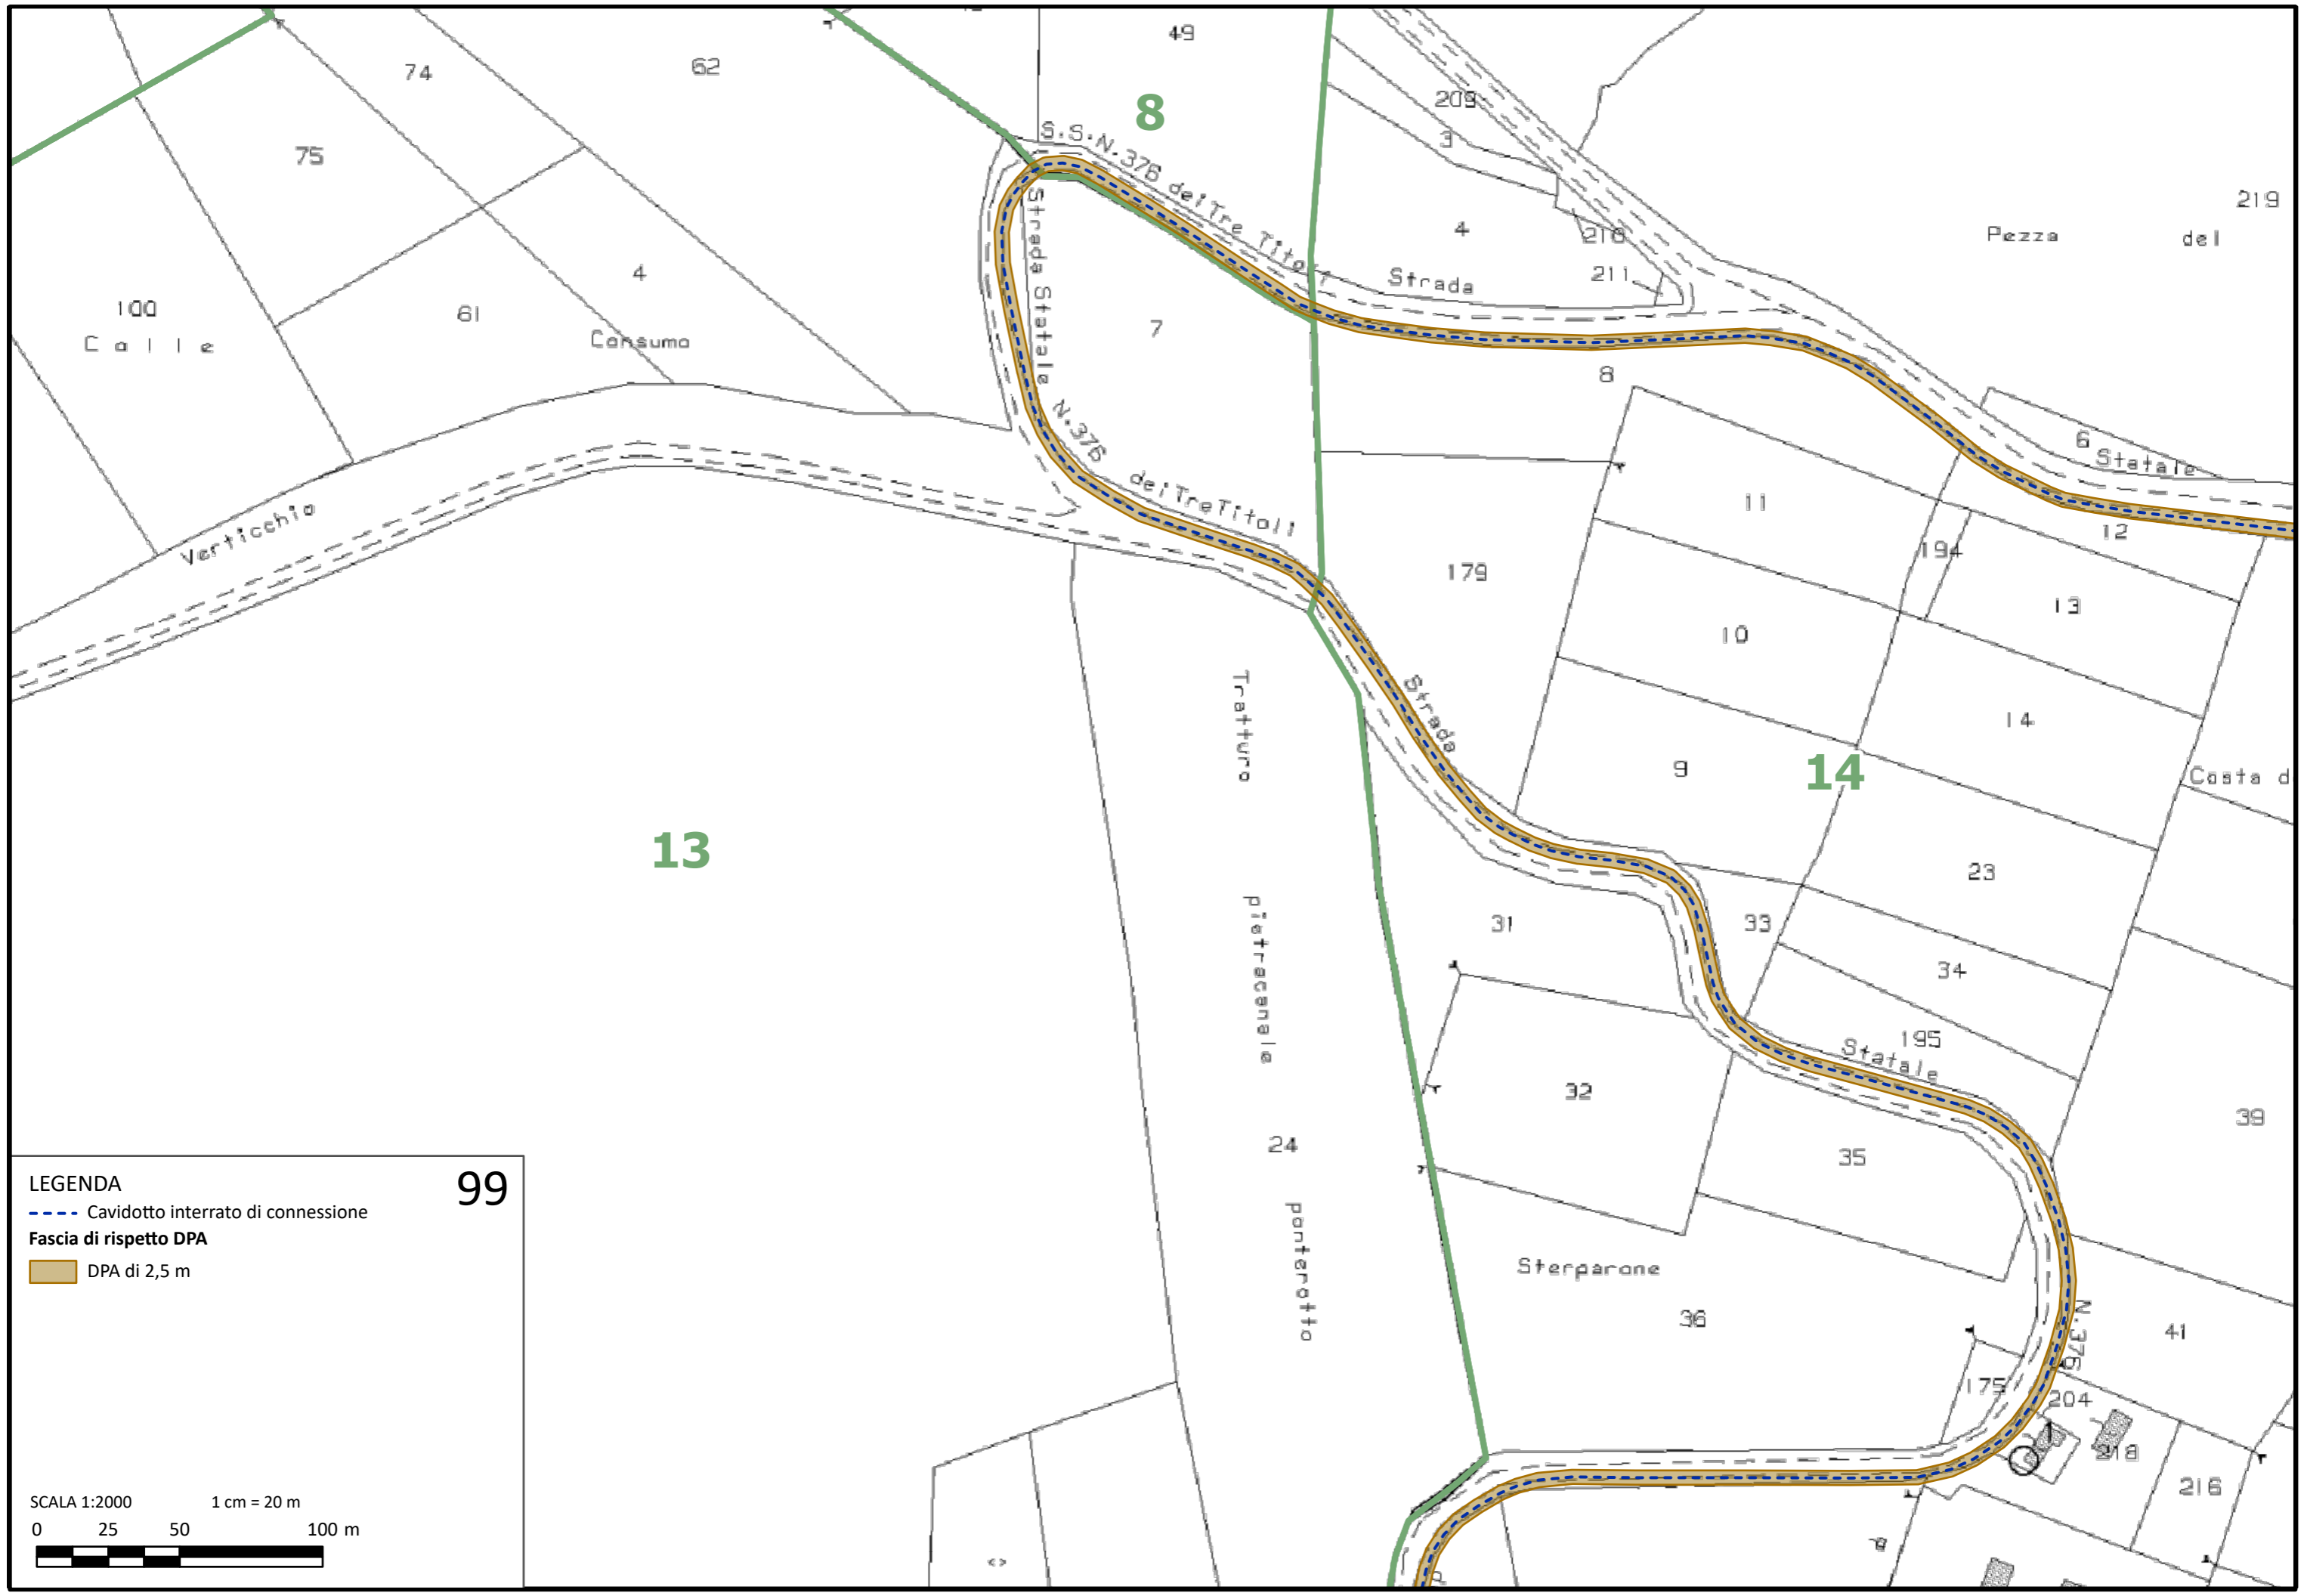 49
74
62
8
209
3
S.S.N.376 dei Tre Titoli
75
219
4
210
Pezza del
211
Strada
4
100
61
Consumo
7
Calle
Strada Statale N.376 dei Tre Titoli
8
6
Statale
11
12
Verticchio
194
179
13
10
Tratturo
Strada
14
9
14
Costa d
13
23
31
33
pietracanale
34
195
Statale
32
39
24
35
ponterotto
Sterparone
36
N.376
41
175
204
218
216
LEGENDA
99
Cavidotto interrato di connessione
Fascia di rispetto DPA
DPA di 2,5 m
SCALA 1:2000
1 cm = 20 m
0 25 50 100 m